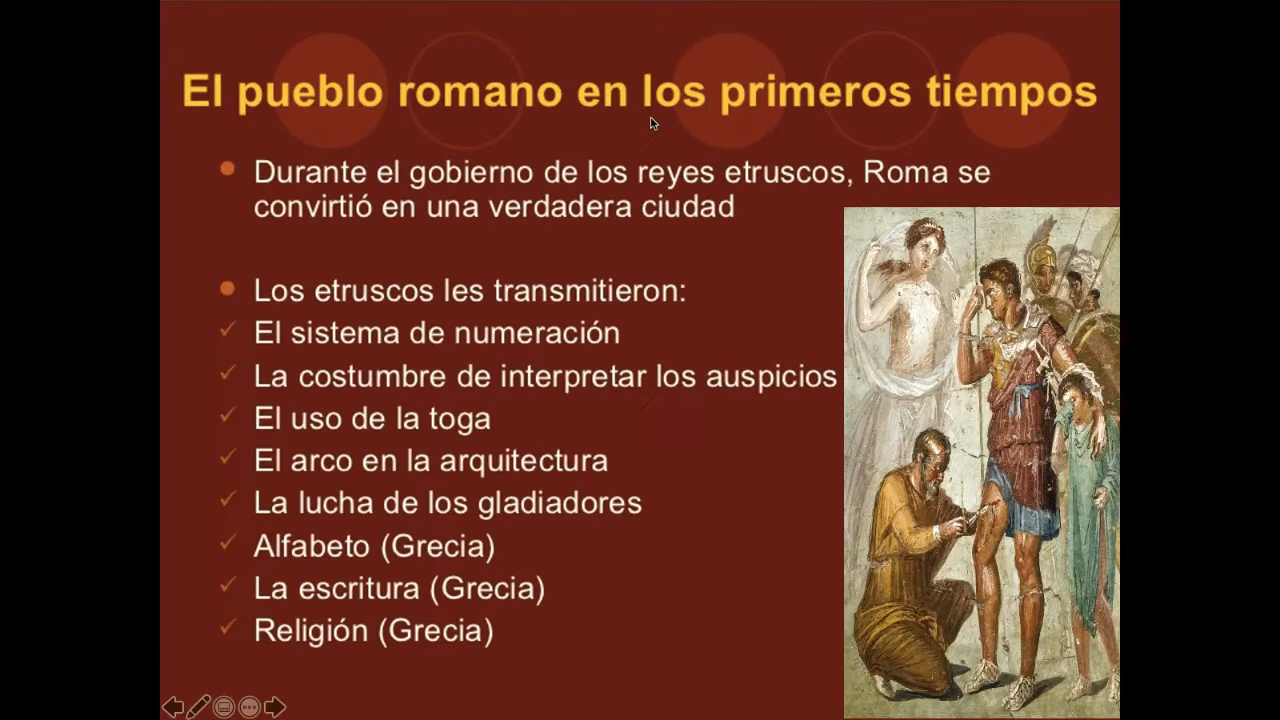 El pueblo romano en los primeros tiempos
Durante el gobierno de los reyes etruscos, Roma se
convirtió en una verdadera ciudad
Los etruscos les transmitieron:
El sistema de numeración
La costumbre de interpretar los auspicios
El uso de la toga
El arco en la arquitectura
La lucha de los gladiadores
Alfabeto (Grecia)
La escritura (Grecia)
Religión (Grecia)